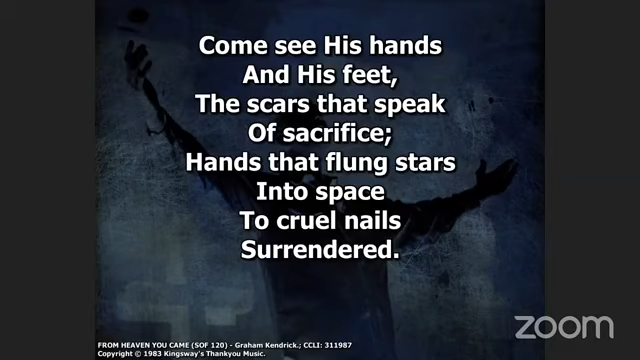 Come see His hands
And His feet,
The scars that speak
Of sacrifice;
Hands that flung stars
Into space
To cruel nails
Surrendered.
FROM HEAVEN YOU CAME (SOF 120) - Graham Kendrick.; CCLI: 311987
Copyright © 1983 Kingsway's Thankyou Music.
zoom